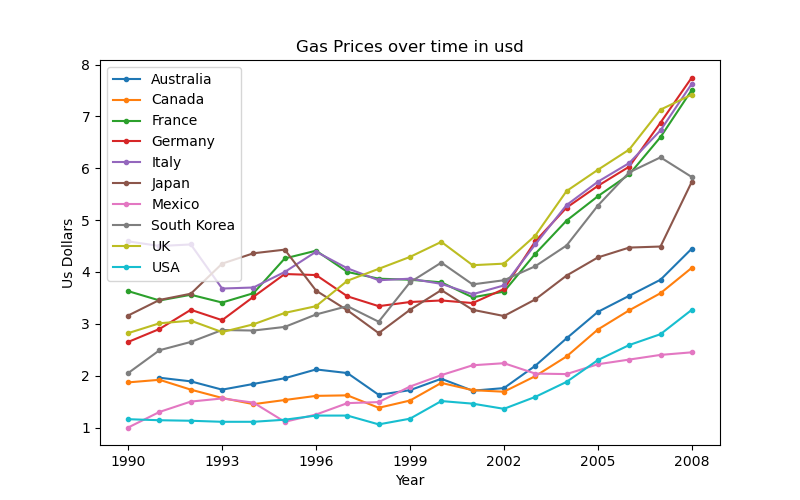 Gas Prices over time in usd
8
7
6
5
4
3
2
1
Us Dollars
Australia
Canada
France
Germany
Italy
Japan
Mexico
South Korea
UK
USA
1990 1993 1996 1999 2002 2005 2008
Year